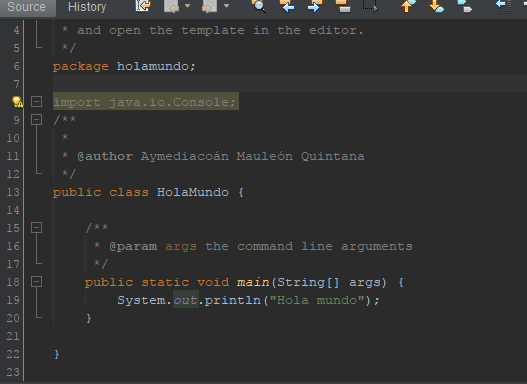 Source History
4 * and open the template in the editor.
5 */
6 package holamundo;
7
import java.io.Console;
9 /**
10 *
11 * @author Aymediacoán Mauleón Quintana
12 */
13 public class HolaMundo {
14
15 /**
16 * @param args the command line arguments
17 */
18 public static void main(String[] args) {
19 System.out.println("Hola mundo");
20 }
21
22 }
23